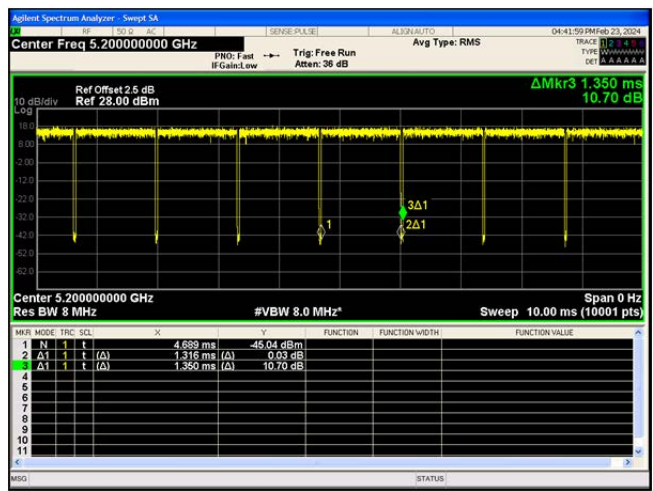 Agilent Spectrum Analyzer - Swept SA
RF 50 Ω AC SENSE:PULSE ALIGNAUTO 04:41:59 PM Feb 23, 2024
Center Freq 5.200000000 GHz Avg Type: RMS TRACE 1 2 3 4 5 6
PNO: Fast Trig: Free Run TYPE
IFGain:Low Atten: 36 dB DET A A A A A A
ΔMkr3 1.350 ms
10.70 dB
Ref Offset 2.5 dB
10 dB/div Ref 28.00 dBm
Log
18.0
8.00
-2.00
-12.0
-22.0
-32.0
-42.0
-52.0
-62.0
3Δ1
1 2Δ1
Center 5.200000000 GHz Span 0 Hz
Res BW 8 MHz #VBW 8.0 MHz* Sweep 10.00 ms (10001 pts)
MKR MODE TRC SCL X Y FUNCTION FUNCTION WIDTH FUNCTION VALUE
1 N 1 t 4.689 ms -45.04 dBm
2 Δ1 1 t (Δ) 1.316 ms (Δ) 0.03 dB
3 Δ1 1 t (Δ) 1.350 ms (Δ) 10.70 dB
4
5
6
7
8
9
10
11
MSG STATUS